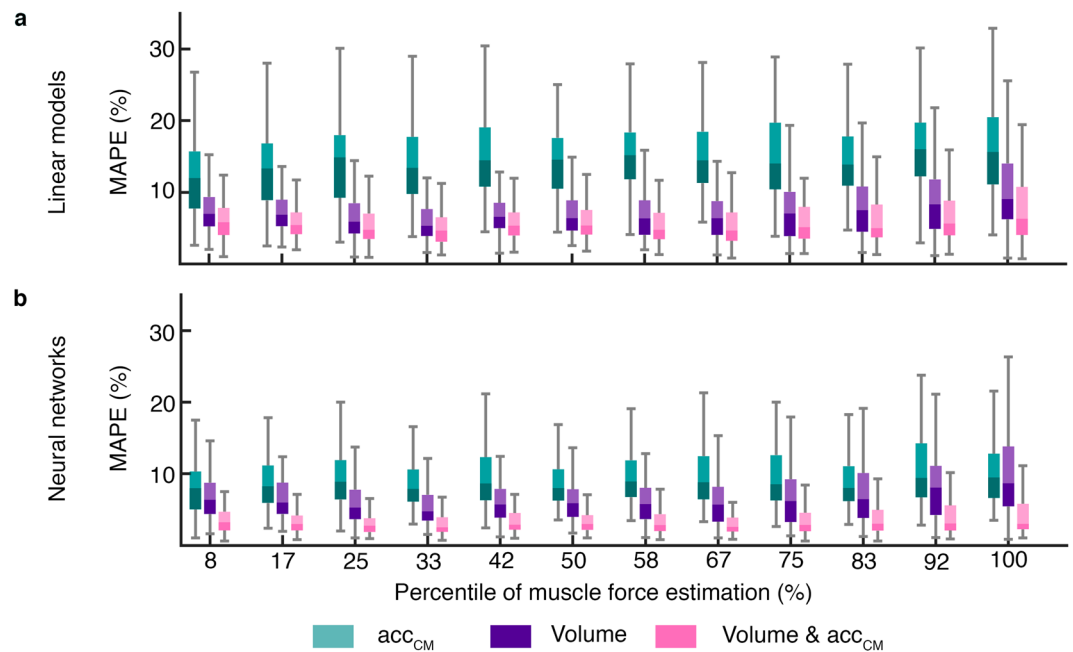 a
Linear models
MAPE (%)
30
20
10
b
Neural networks
MAPE (%)
30
20
10
8 17 25 33 42 50 58 67 75 83 92 100
Percentile of muscle force estimation (%)
accCM Volume Volume & accCM